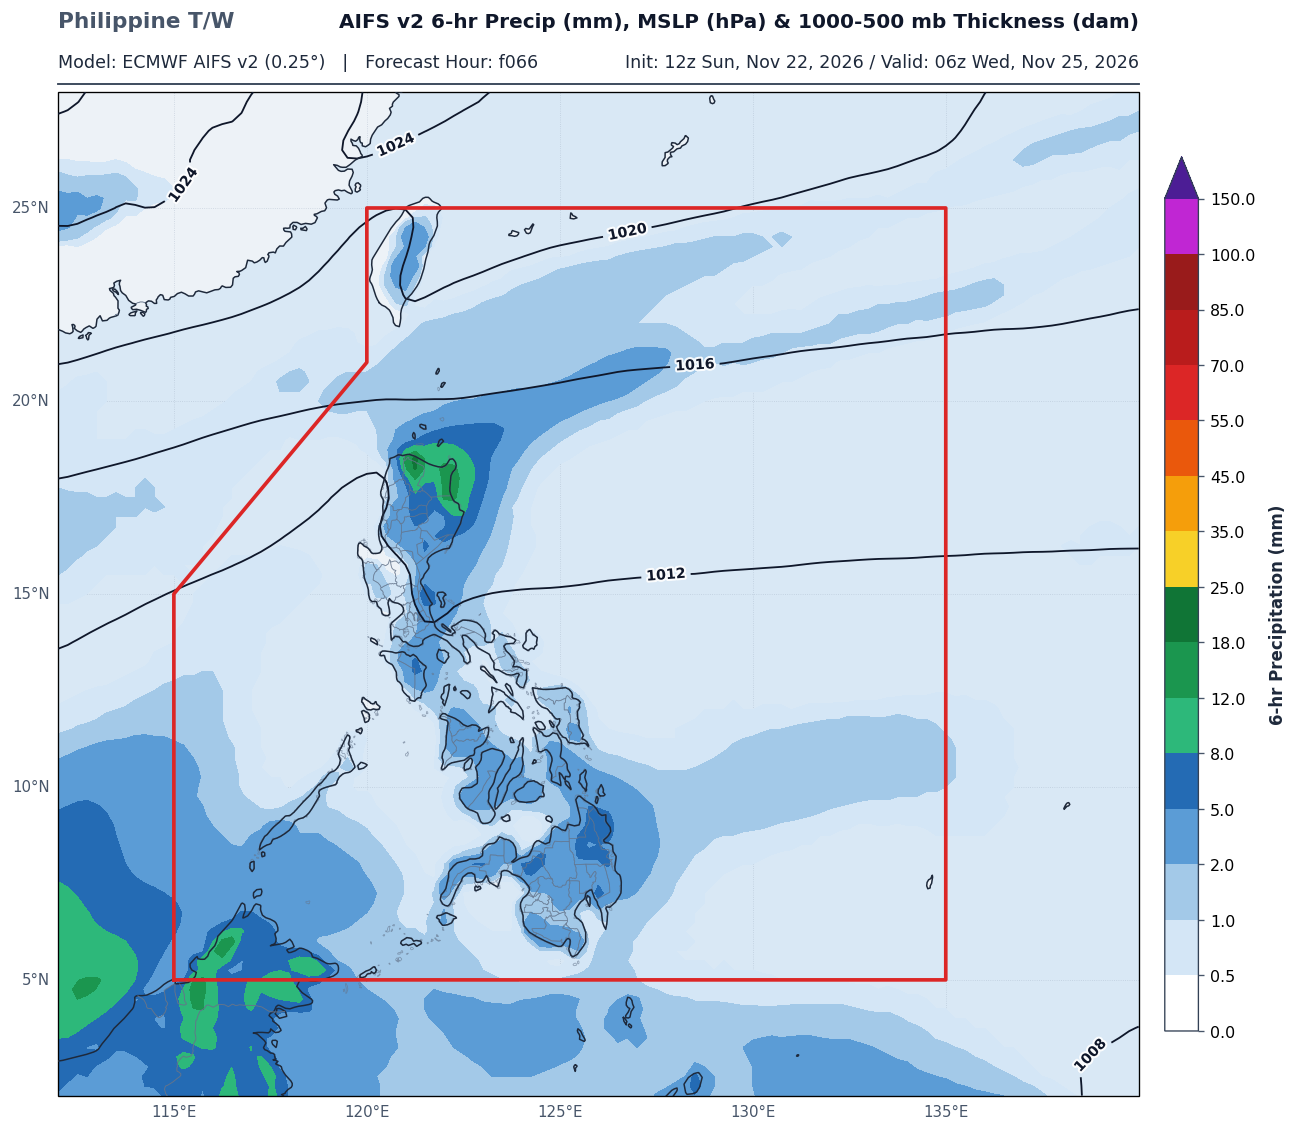 Philippine T/W
AIFS v2 6-hr Precip (mm), MSLP (hPa) & 1000-500 mb Thickness (dam)
Model: ECMWF AIFS v2 (0.25°)   |   Forecast Hour: f066
Init: 12z Sun, Nov 22, 2026 / Valid: 06z Wed, Nov 25, 2026
1024
1024
1020
1016
1012
1008
25°N
20°N
15°N
10°N
5°N
115°E
120°E
125°E
130°E
135°E
150.0
100.0
85.0
70.0
55.0
45.0
35.0
25.0
18.0
12.0
8.0
5.0
2.0
1.0
0.5
0.0
6-hr Precipitation (mm)